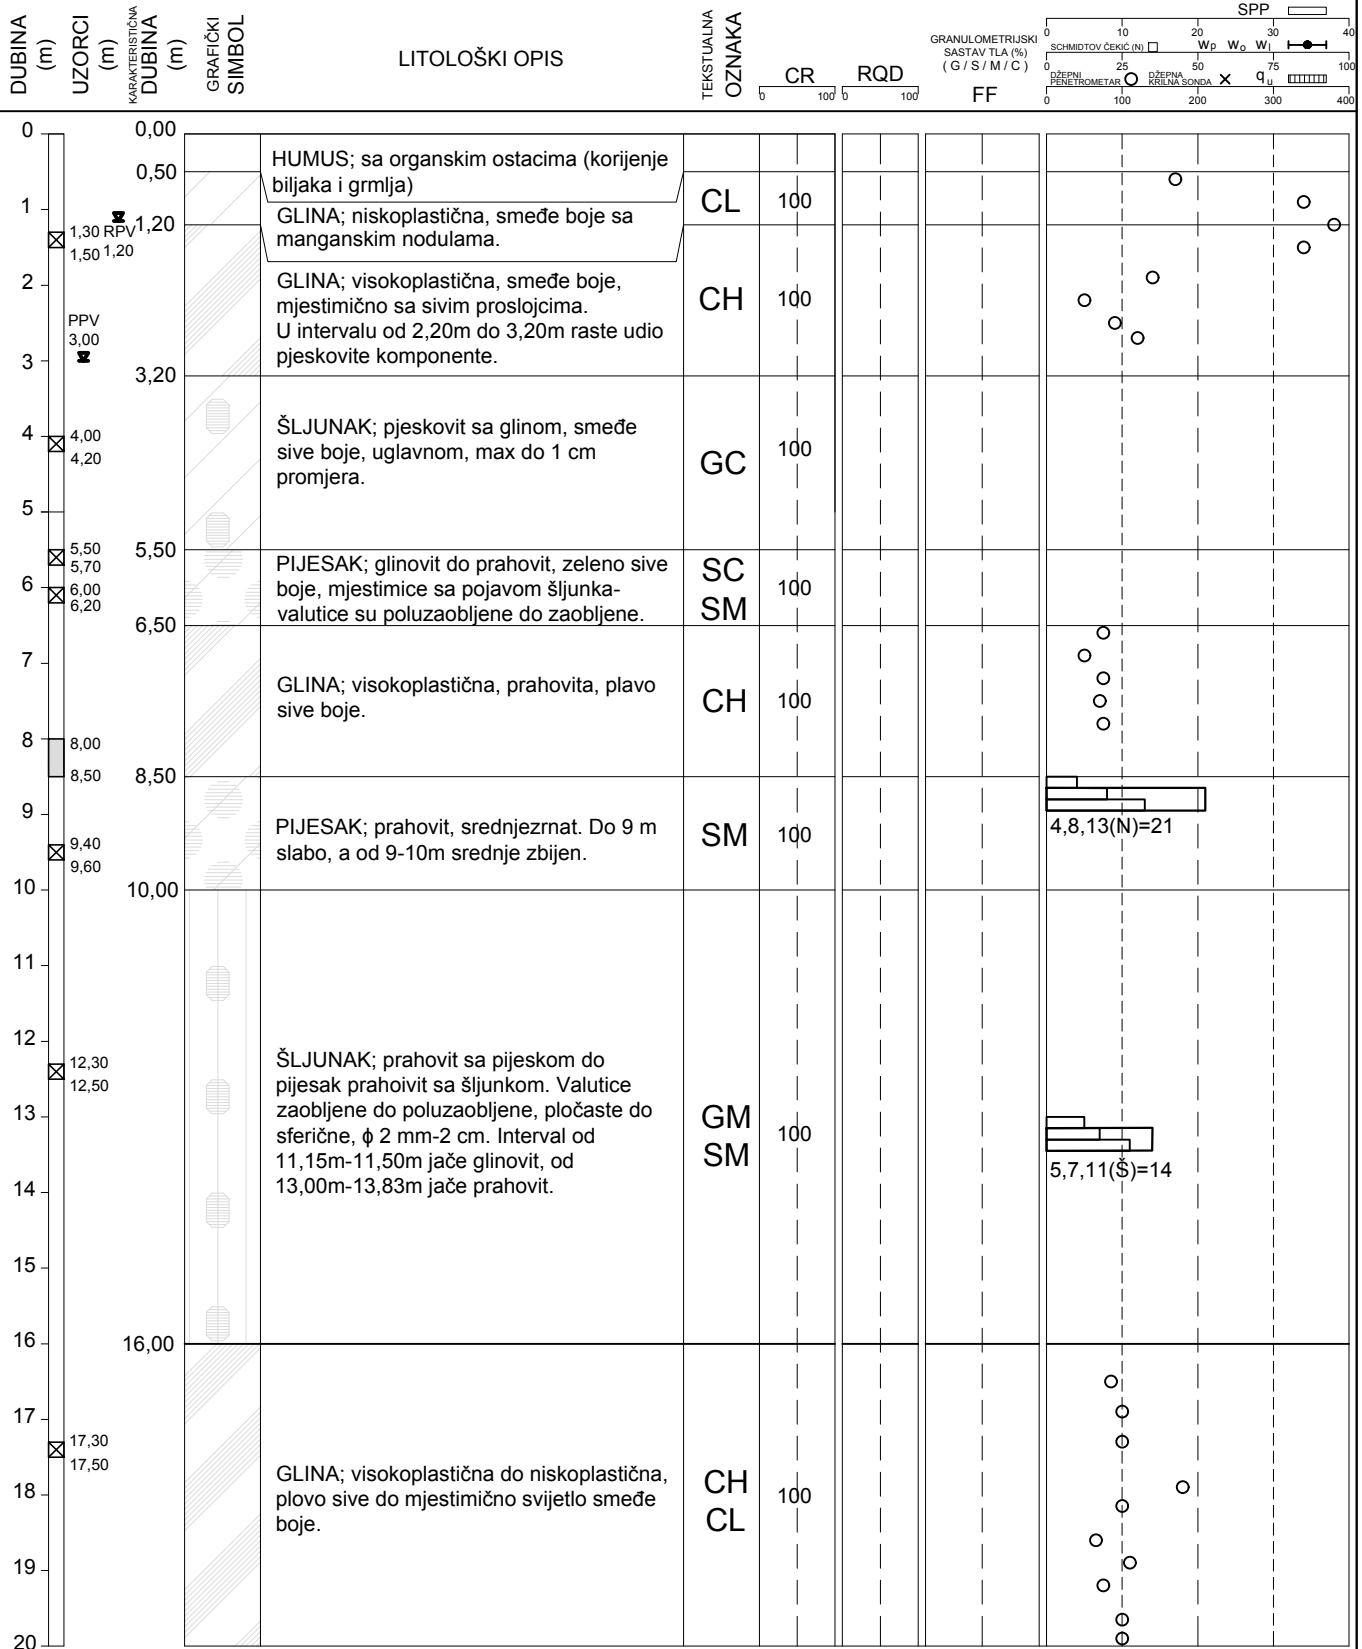 DUBINA
(m)
UZORCI
(m)
KARAKTERISTIČNA
DUBINA
(m)
GRAFIČKI
SIMBOL
LITOLOŠKI OPIS
TEKSTUALNA
OZNAKA
CR
0 100
RQD
0 100
GRANULOMETRIJSKI
SASTAV TLA (%)
( G / S / M / C )
FF
SPP
0 10 20 30 40
SCHMIDTOV ČEKIĆ (N) Wp Wo Wl
0 25 50 75 100
DŽEPNI
PENETROMETAR
DŽEPNA
KRILNA SONDA
qu
0 100 200 300 400
0
0,00
HUMUS; sa organskim ostacima (korijenje
biljaka i grmlja)
0,50
1
GLINA; niskoplastična, smeđe boje sa
manganskim nodulama.
CL
100
1,20
1,30
1,50
RPV
1,20
GLINA; visokoplastična, smeđe boje,
mjestimično sa sivim proslojcima.
U intervalu od 2,20m do 3,20m raste udio
pjeskovite komponente.
CH
100
2
PPV
3,00
3
3,20
ŠLJUNAK; pjeskovit sa glinom, smeđe
sive boje, uglavnom, max do 1 cm
promjera.
GC
100
4
4,00
4,20
5
5,50
5,50
5,70
PIJESAK; glinovit do prahovit, zeleno sive
boje, mjestimice sa pojavom šljunka-
valutice su poluzaobljene do zaobljene.
SC
SM
100
6
6,00
6,20
6,50
7
GLINA; visokoplastična, prahovita, plavo
sive boje.
CH
100
8
8,00
8,50
8,50
9
PIJESAK; prahovit, srednjezrnat. Do 9 m
slabo, a od 9-10m srednje zbijen.
SM
100
4,8,13(N)=21
9,40
9,60
10
10,00
11
12
12,30
12,50
ŠLJUNAK; prahovit sa pijeskom do
pijesak prahoivit sa šljunkom. Valutice
zaobljene do poluzaobljene, pločaste do
sferične, ϕ 2 mm-2 cm. Interval od
11,15m-11,50m jače glinovit, od
13,00m-13,83m jače prahovit.
GM
SM
100
5,7,11(Š)=14
13
14
15
16
16,00
17
17,30
17,50
GLINA; visokoplastična do niskoplastična,
plovo sive do mjestimično svijetlo smeđe
boje.
CH
CL
100
18
19
20